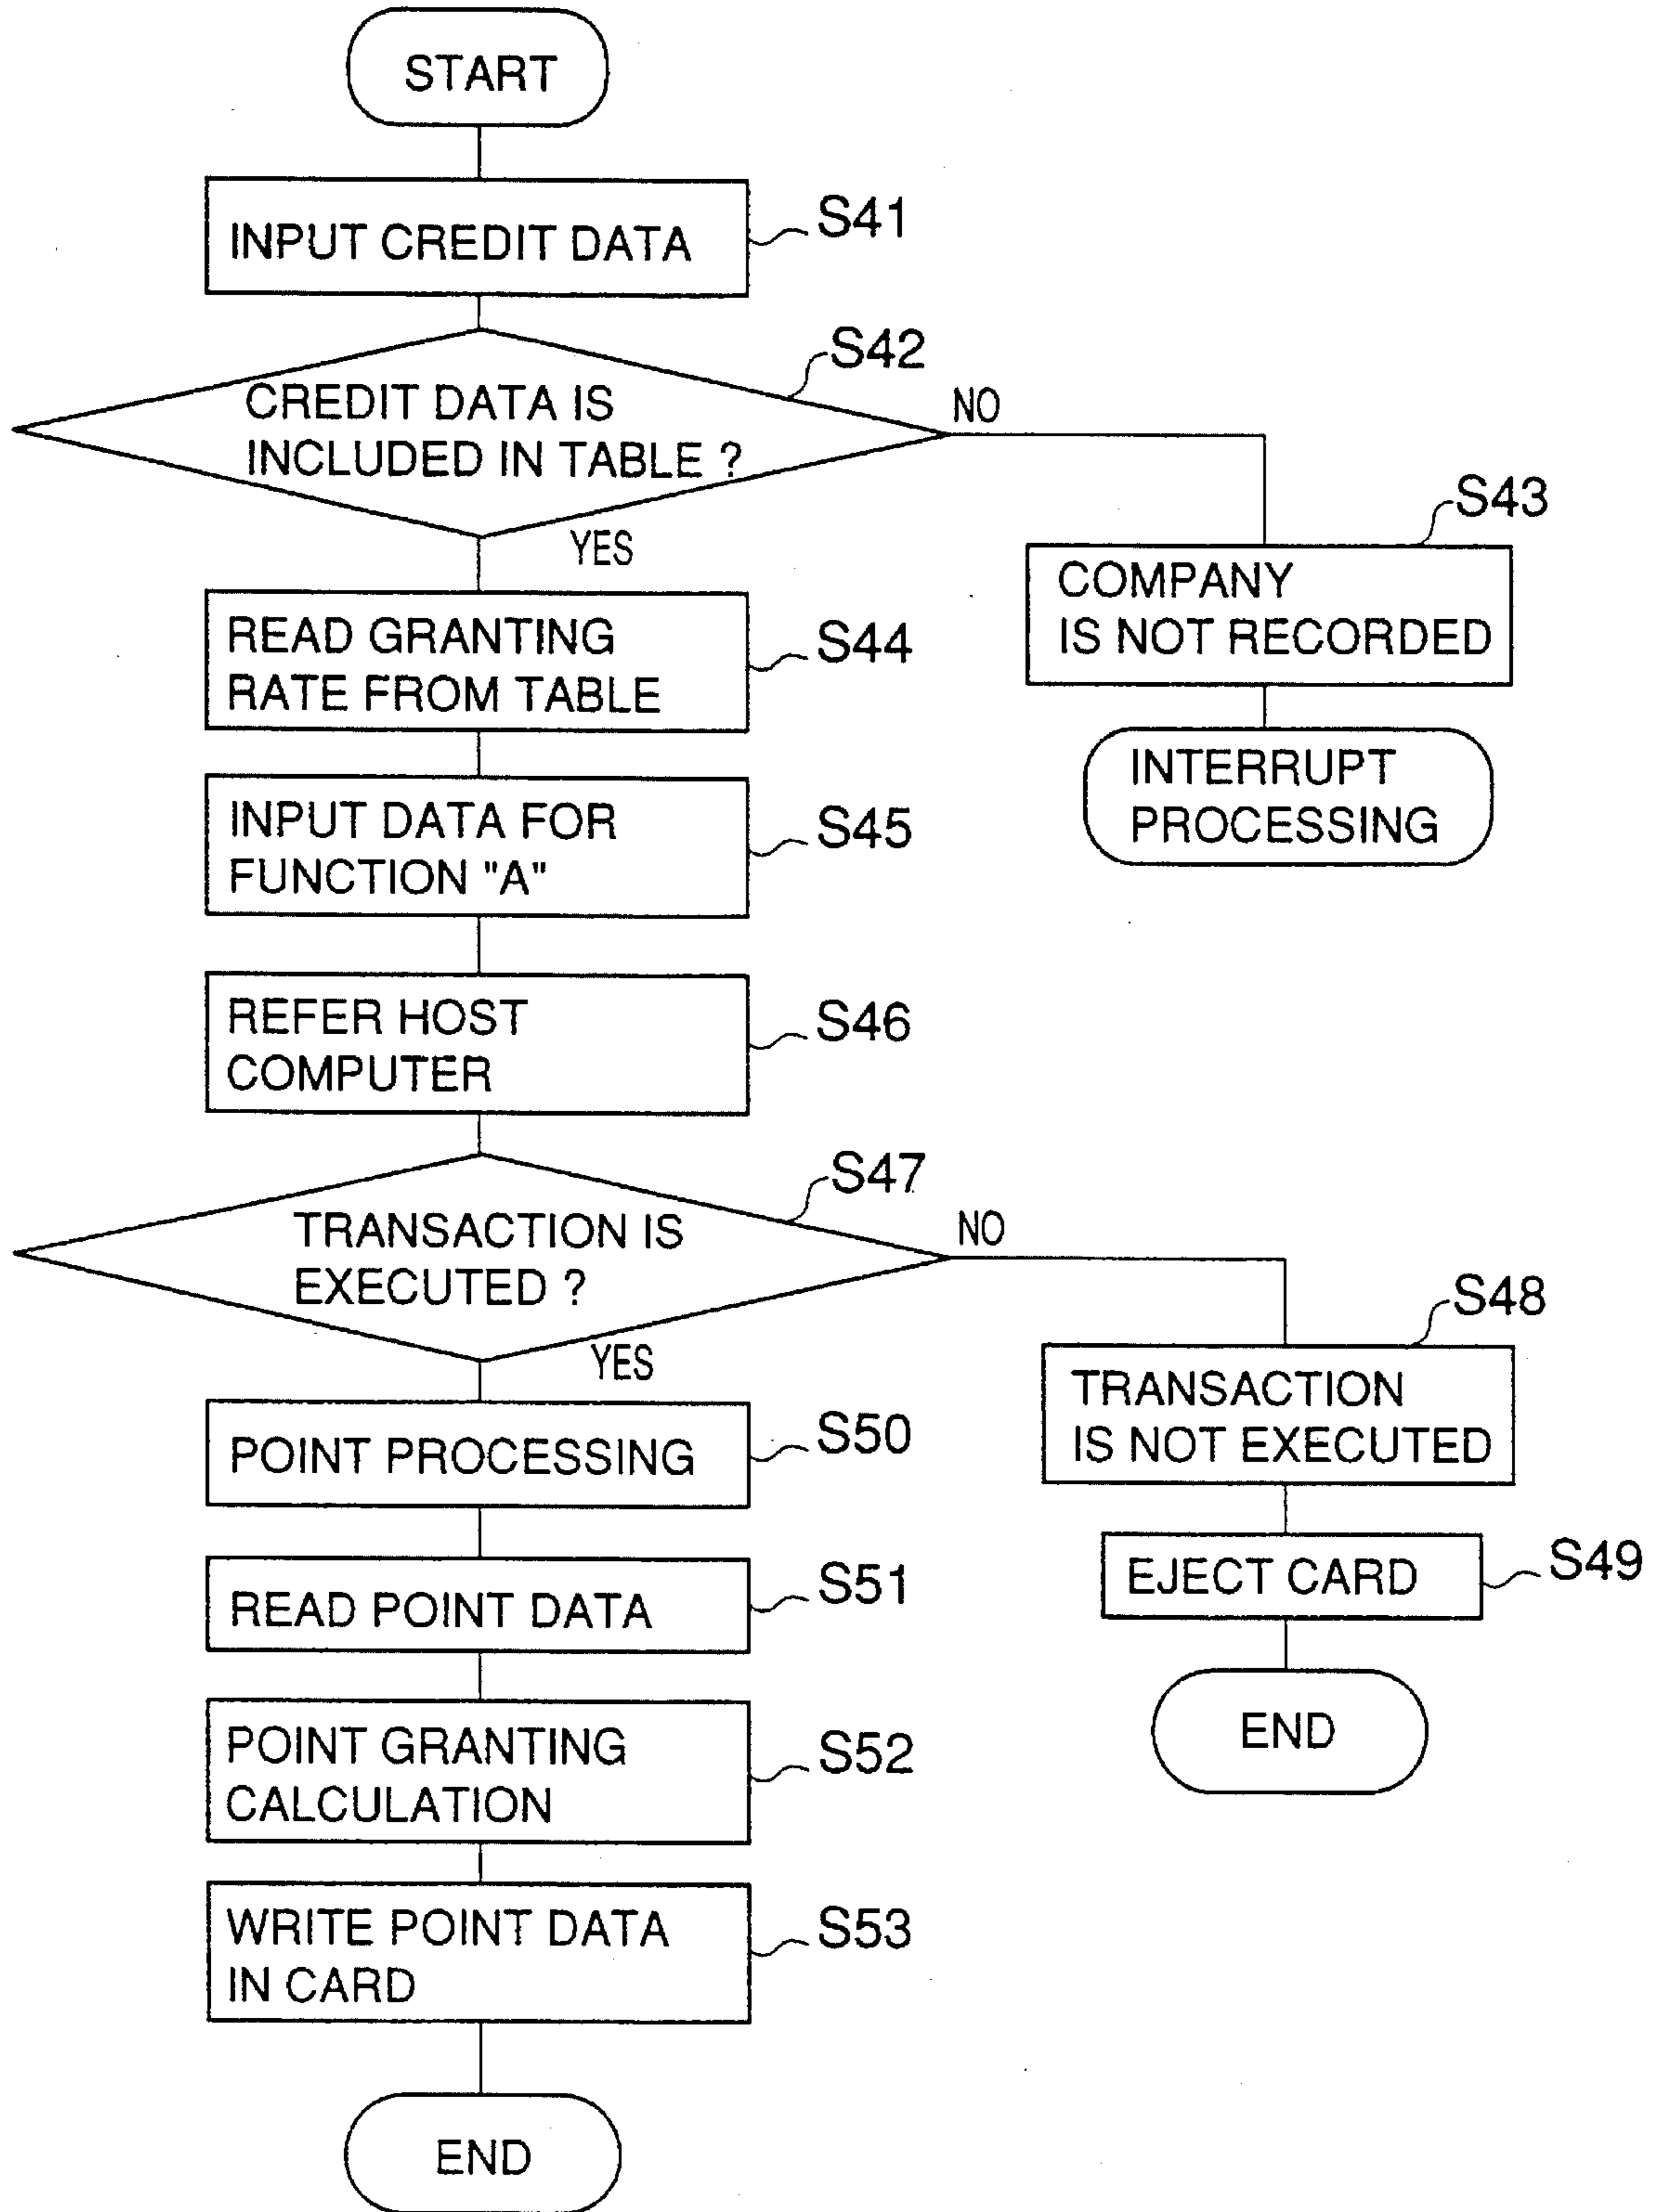 START
INPUT CREDIT DATA
S41
S42
CREDIT DATA IS
INCLUDED IN TABLE ?
NO
YES
S43
COMPANY
IS NOT RECORDED
INTERRUPT
PROCESSING
READ GRANTING
RATE FROM TABLE
S44
INPUT DATA FOR
FUNCTION "A"
S45
REFER HOST
COMPUTER
S46
S47
TRANSACTION IS
EXECUTED ?
NO
YES
S48
TRANSACTION
IS NOT EXECUTED
EJECT CARD
S49
END
POINT PROCESSING
S50
READ POINT DATA
S51
POINT GRANTING
CALCULATION
S52
WRITE POINT DATA
IN CARD
S53
END